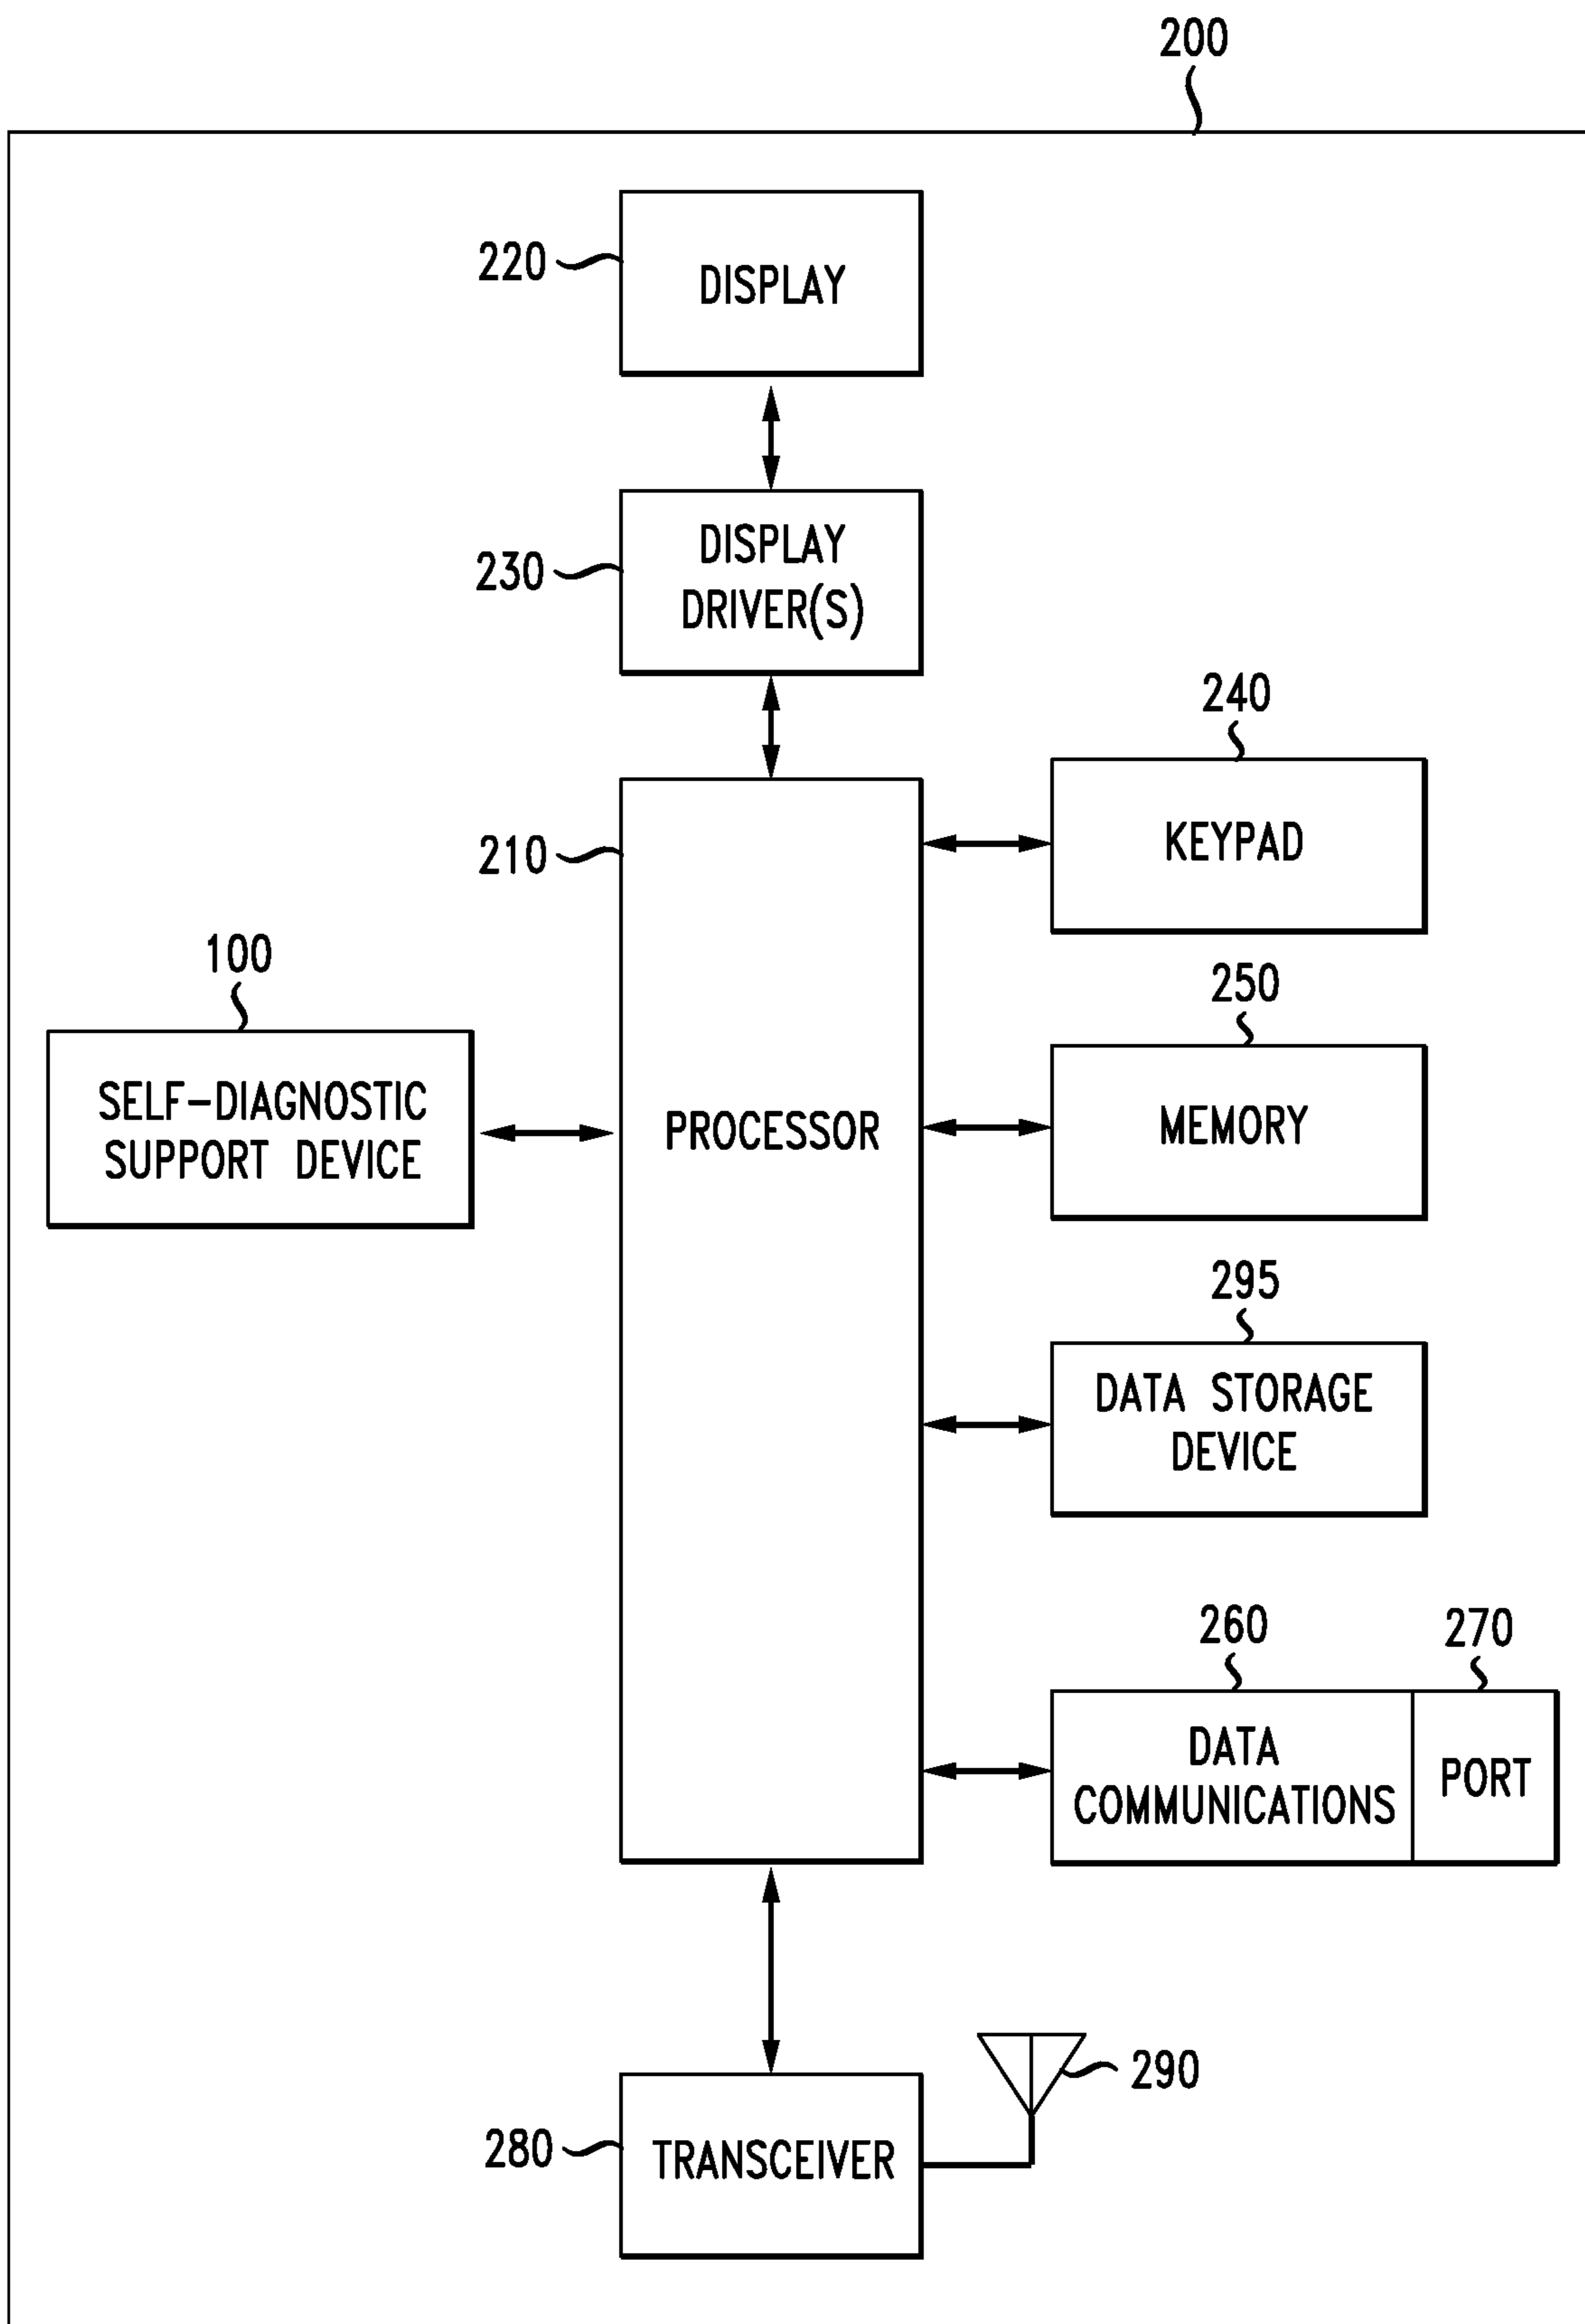 200
220
DISPLAY
230
DISPLAY
DRIVER(S)
240
KEYPAD
210
PROCESSOR
100
SELF-DIAGNOSTIC
SUPPORT DEVICE
250
MEMORY
295
DATA STORAGE
DEVICE
260
270
DATA
COMMUNICATIONS
PORT
290
280
TRANSCEIVER